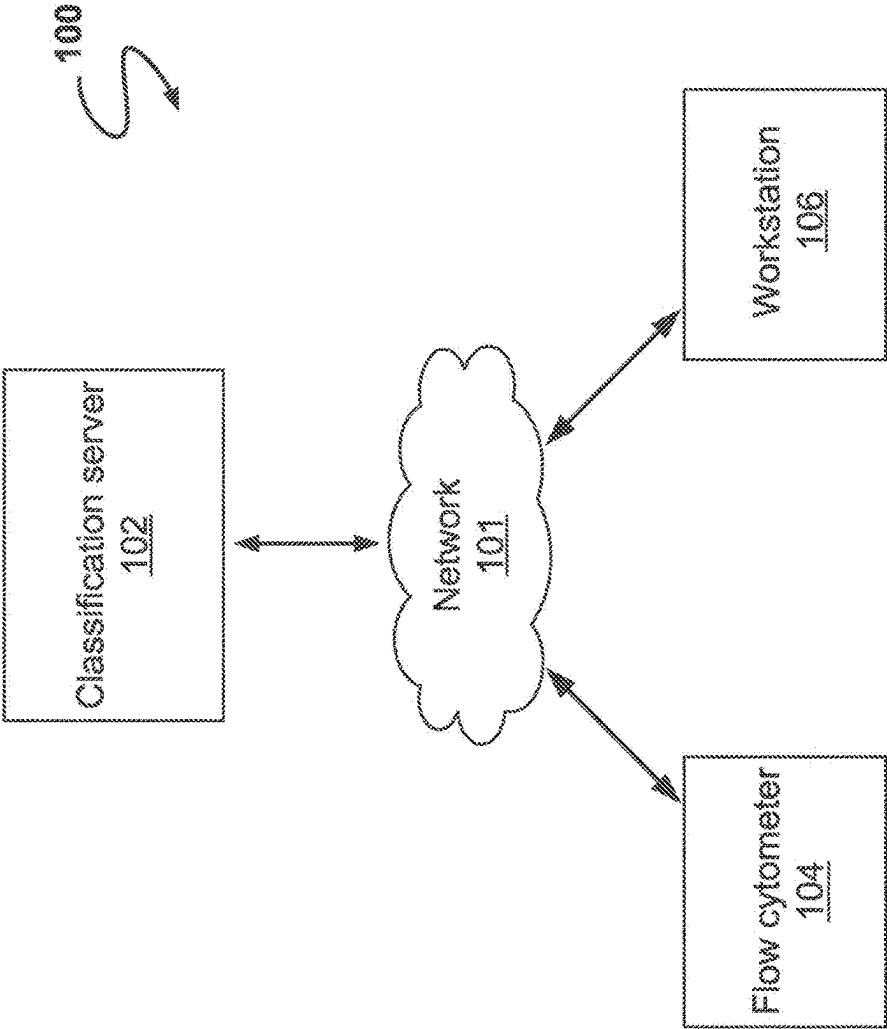 100
Classification server
102
Network
101
Flow cytometer
104
Workstation
106